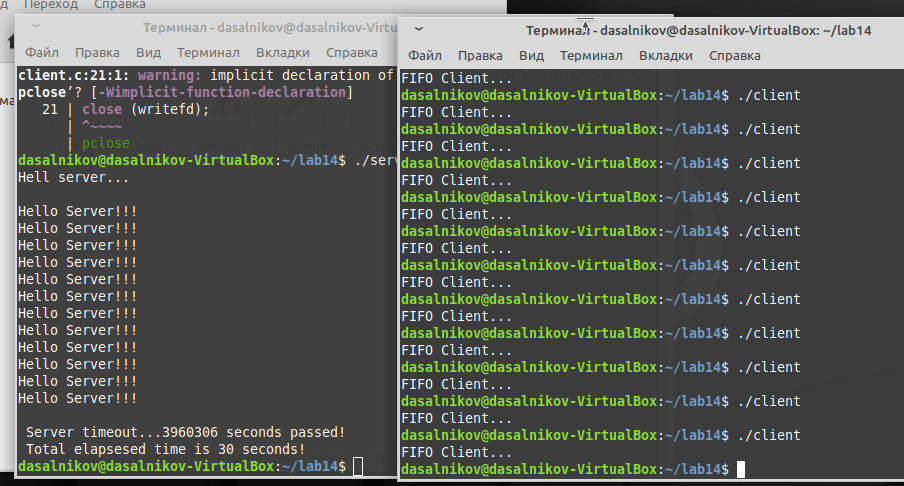 д Переход Справка
Терминал - dasalnikov@dasalnikov-Virtu
Файл Правка Вид Терминал Вкладки Справка
client.c:21:1: warning: implicit declaration of
pclose’? [-Wimplicit-function-declaration]
21 | close (writefd);
| ^~~~~
| pclose
dasalnikov@dasalnikov-VirtualBox:~/lab14$ ./serv
Hell server...
Hello Server!!!
Hello Server!!!
Hello Server!!!
Hello Server!!!
Hello Server!!!
Hello Server!!!
Hello Server!!!
Hello Server!!!
Hello Server!!!
Hello Server!!!
Hello Server!!!
Hello Server!!!
Server timeout...3960306 seconds passed!
Total elapsesed time is 30 seconds!
dasalnikov@dasalnikov-VirtualBox:~/lab14$
Терминал - dasalnikov@dasalnikov-VirtualBox: ~/lab14
Файл Правка Вид Терминал Вкладки Справка
FIFO Client...
dasalnikov@dasalnikov-VirtualBox:~/lab14$ ./client
FIFO Client...
dasalnikov@dasalnikov-VirtualBox:~/lab14$ ./client
FIFO Client...
dasalnikov@dasalnikov-VirtualBox:~/lab14$ ./client
FIFO Client...
dasalnikov@dasalnikov-VirtualBox:~/lab14$ ./client
FIFO Client...
dasalnikov@dasalnikov-VirtualBox:~/lab14$ ./client
FIFO Client...
dasalnikov@dasalnikov-VirtualBox:~/lab14$ ./client
FIFO Client...
dasalnikov@dasalnikov-VirtualBox:~/lab14$ ./client
FIFO Client...
dasalnikov@dasalnikov-VirtualBox:~/lab14$ ./client
FIFO Client...
dasalnikov@dasalnikov-VirtualBox:~/lab14$ ./client
FIFO Client...
dasalnikov@dasalnikov-VirtualBox:~/lab14$ ./client
FIFO Client...
dasalnikov@dasalnikov-VirtualBox:~/lab14$ ./client
FIFO Client...
dasalnikov@dasalnikov-VirtualBox:~/lab14$